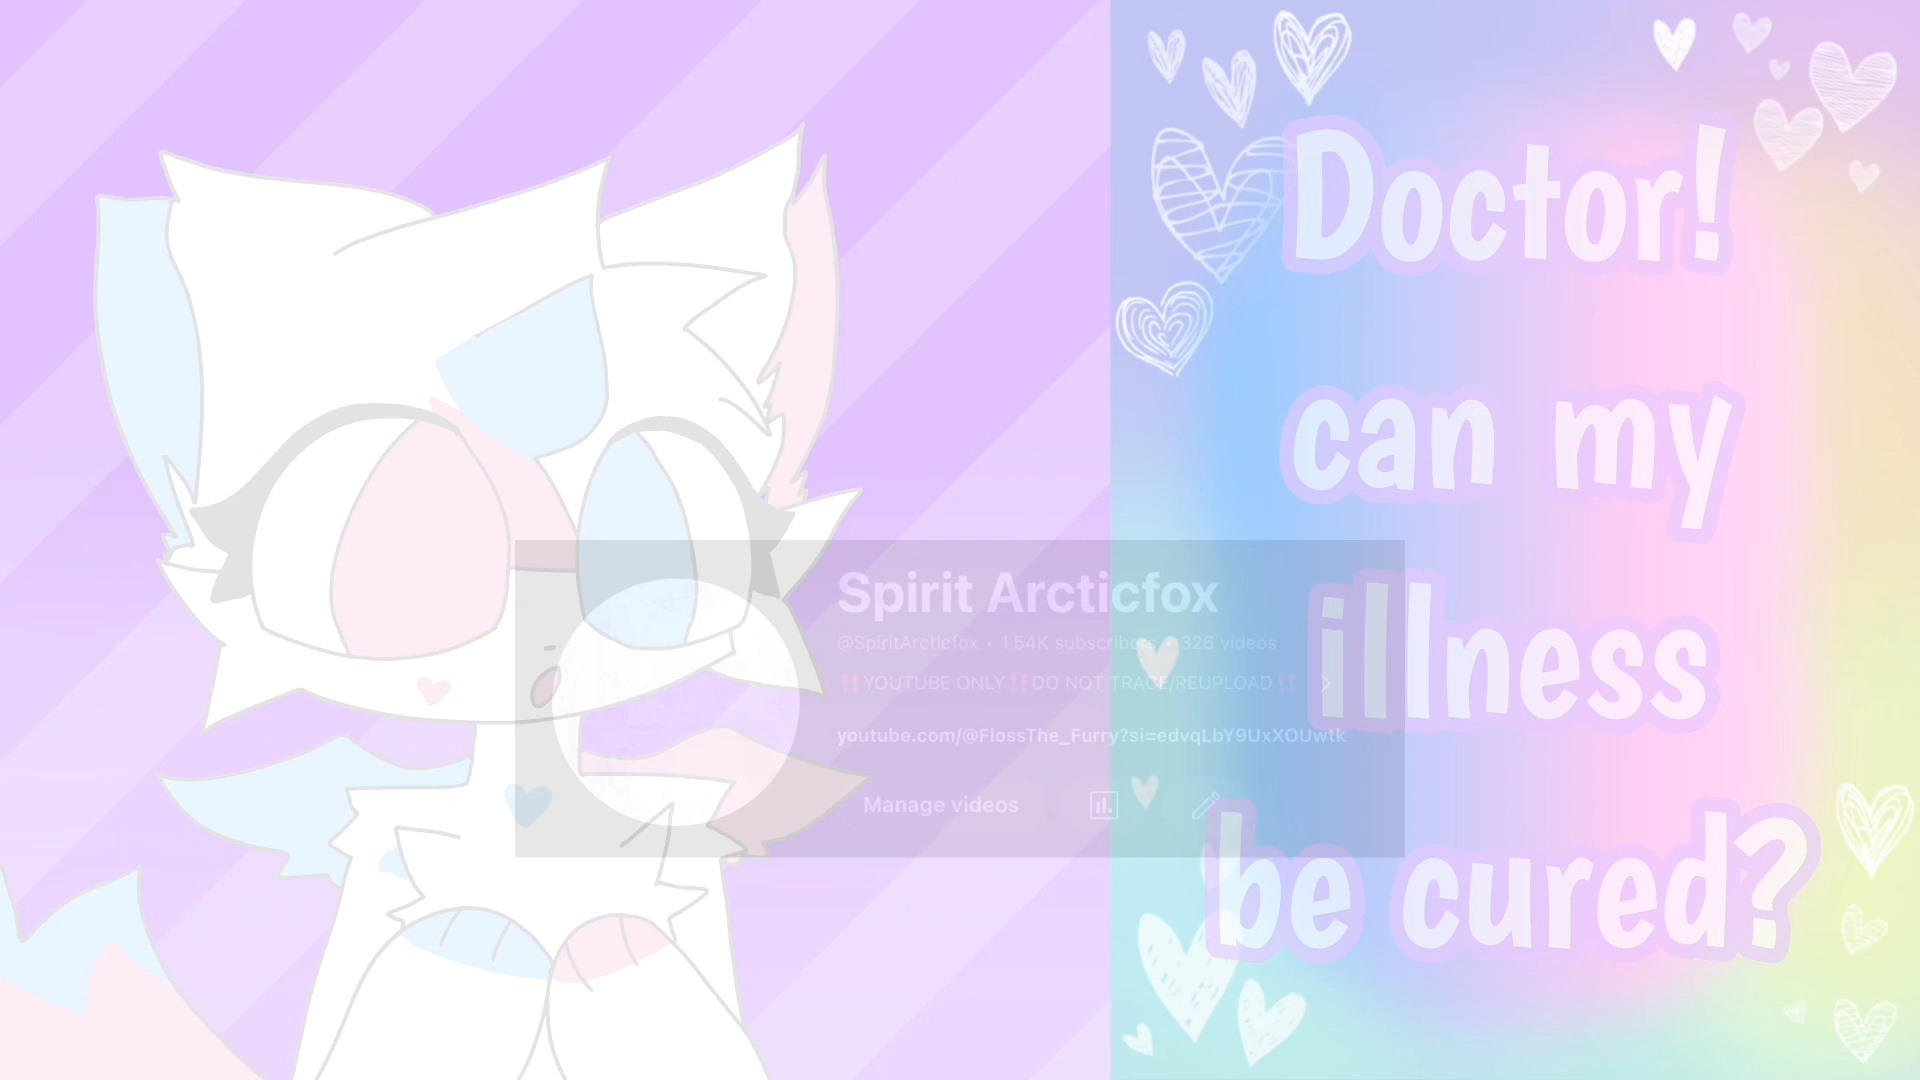 Doctor!
can my
illness
be cured?
Spirit Arcticfox
@SpiritArcticfox • 1.54K subscribers • 326 videos
‼️YOUTUBE ONLY‼️DO NOT TRACE/REUPLOAD‼️
youtube.com/@FlossThe_Furry?si=edvqLbY9UxXOUwtk
Manage videos